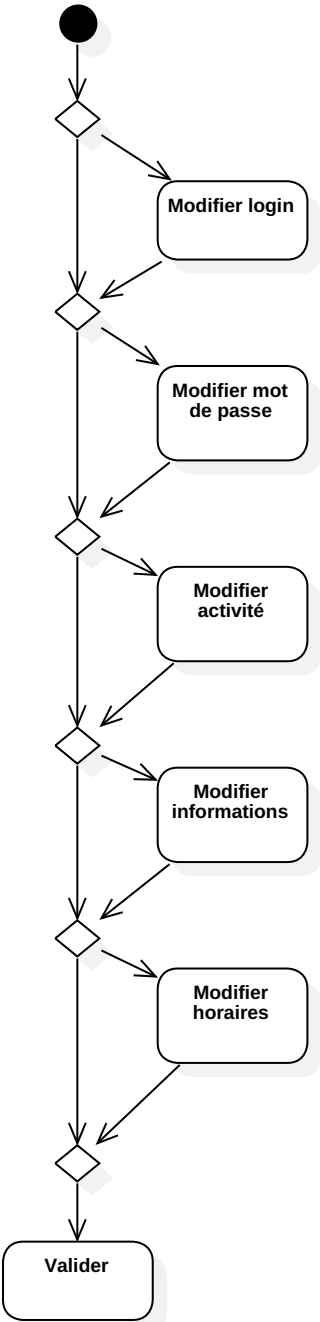 Modifier login
Modifier mot
de passe
Modifier
activité
Modifier
informations
Modifier
horaires
Valider